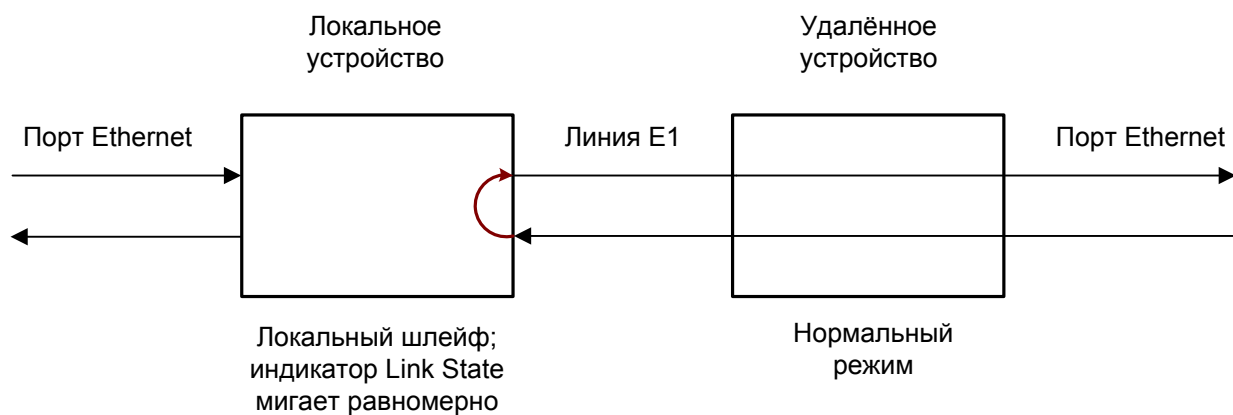 Локальное
устройство
Удалённое
устройство
Порт Ethernet
Линия E1
Порт Ethernet
Локальный шлейф;
индикатор Link State
мигает равномерно
Нормальный
режим